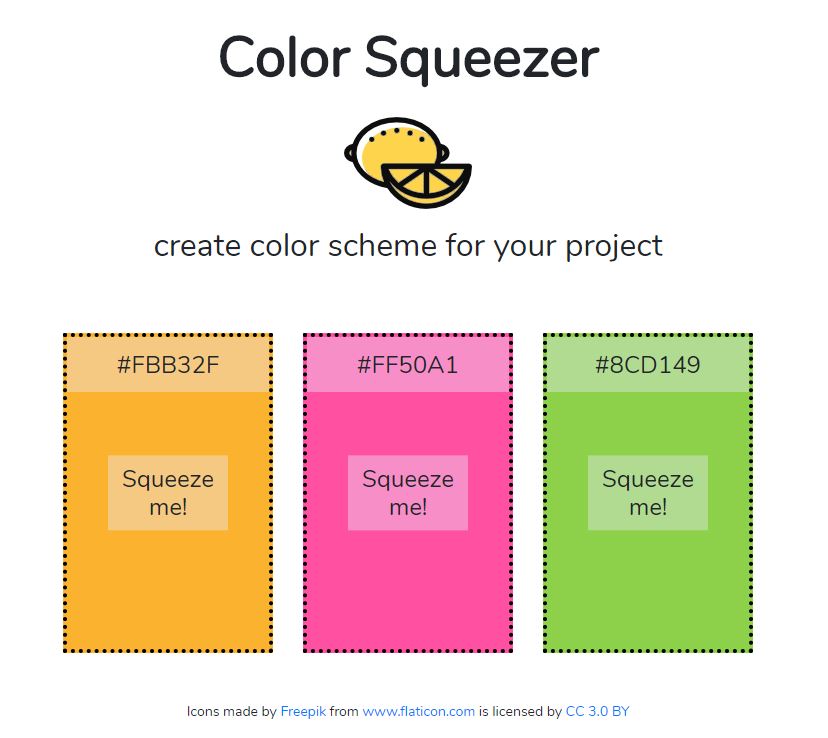 Color Squeezer
create color scheme for your project
#FBB32F
#FF50A1
#8CD149
Squeeze
me!
Squeeze
me!
Squeeze
me!
Icons made by Freepik from www.flaticon.com is licensed by CC 3.0 BY